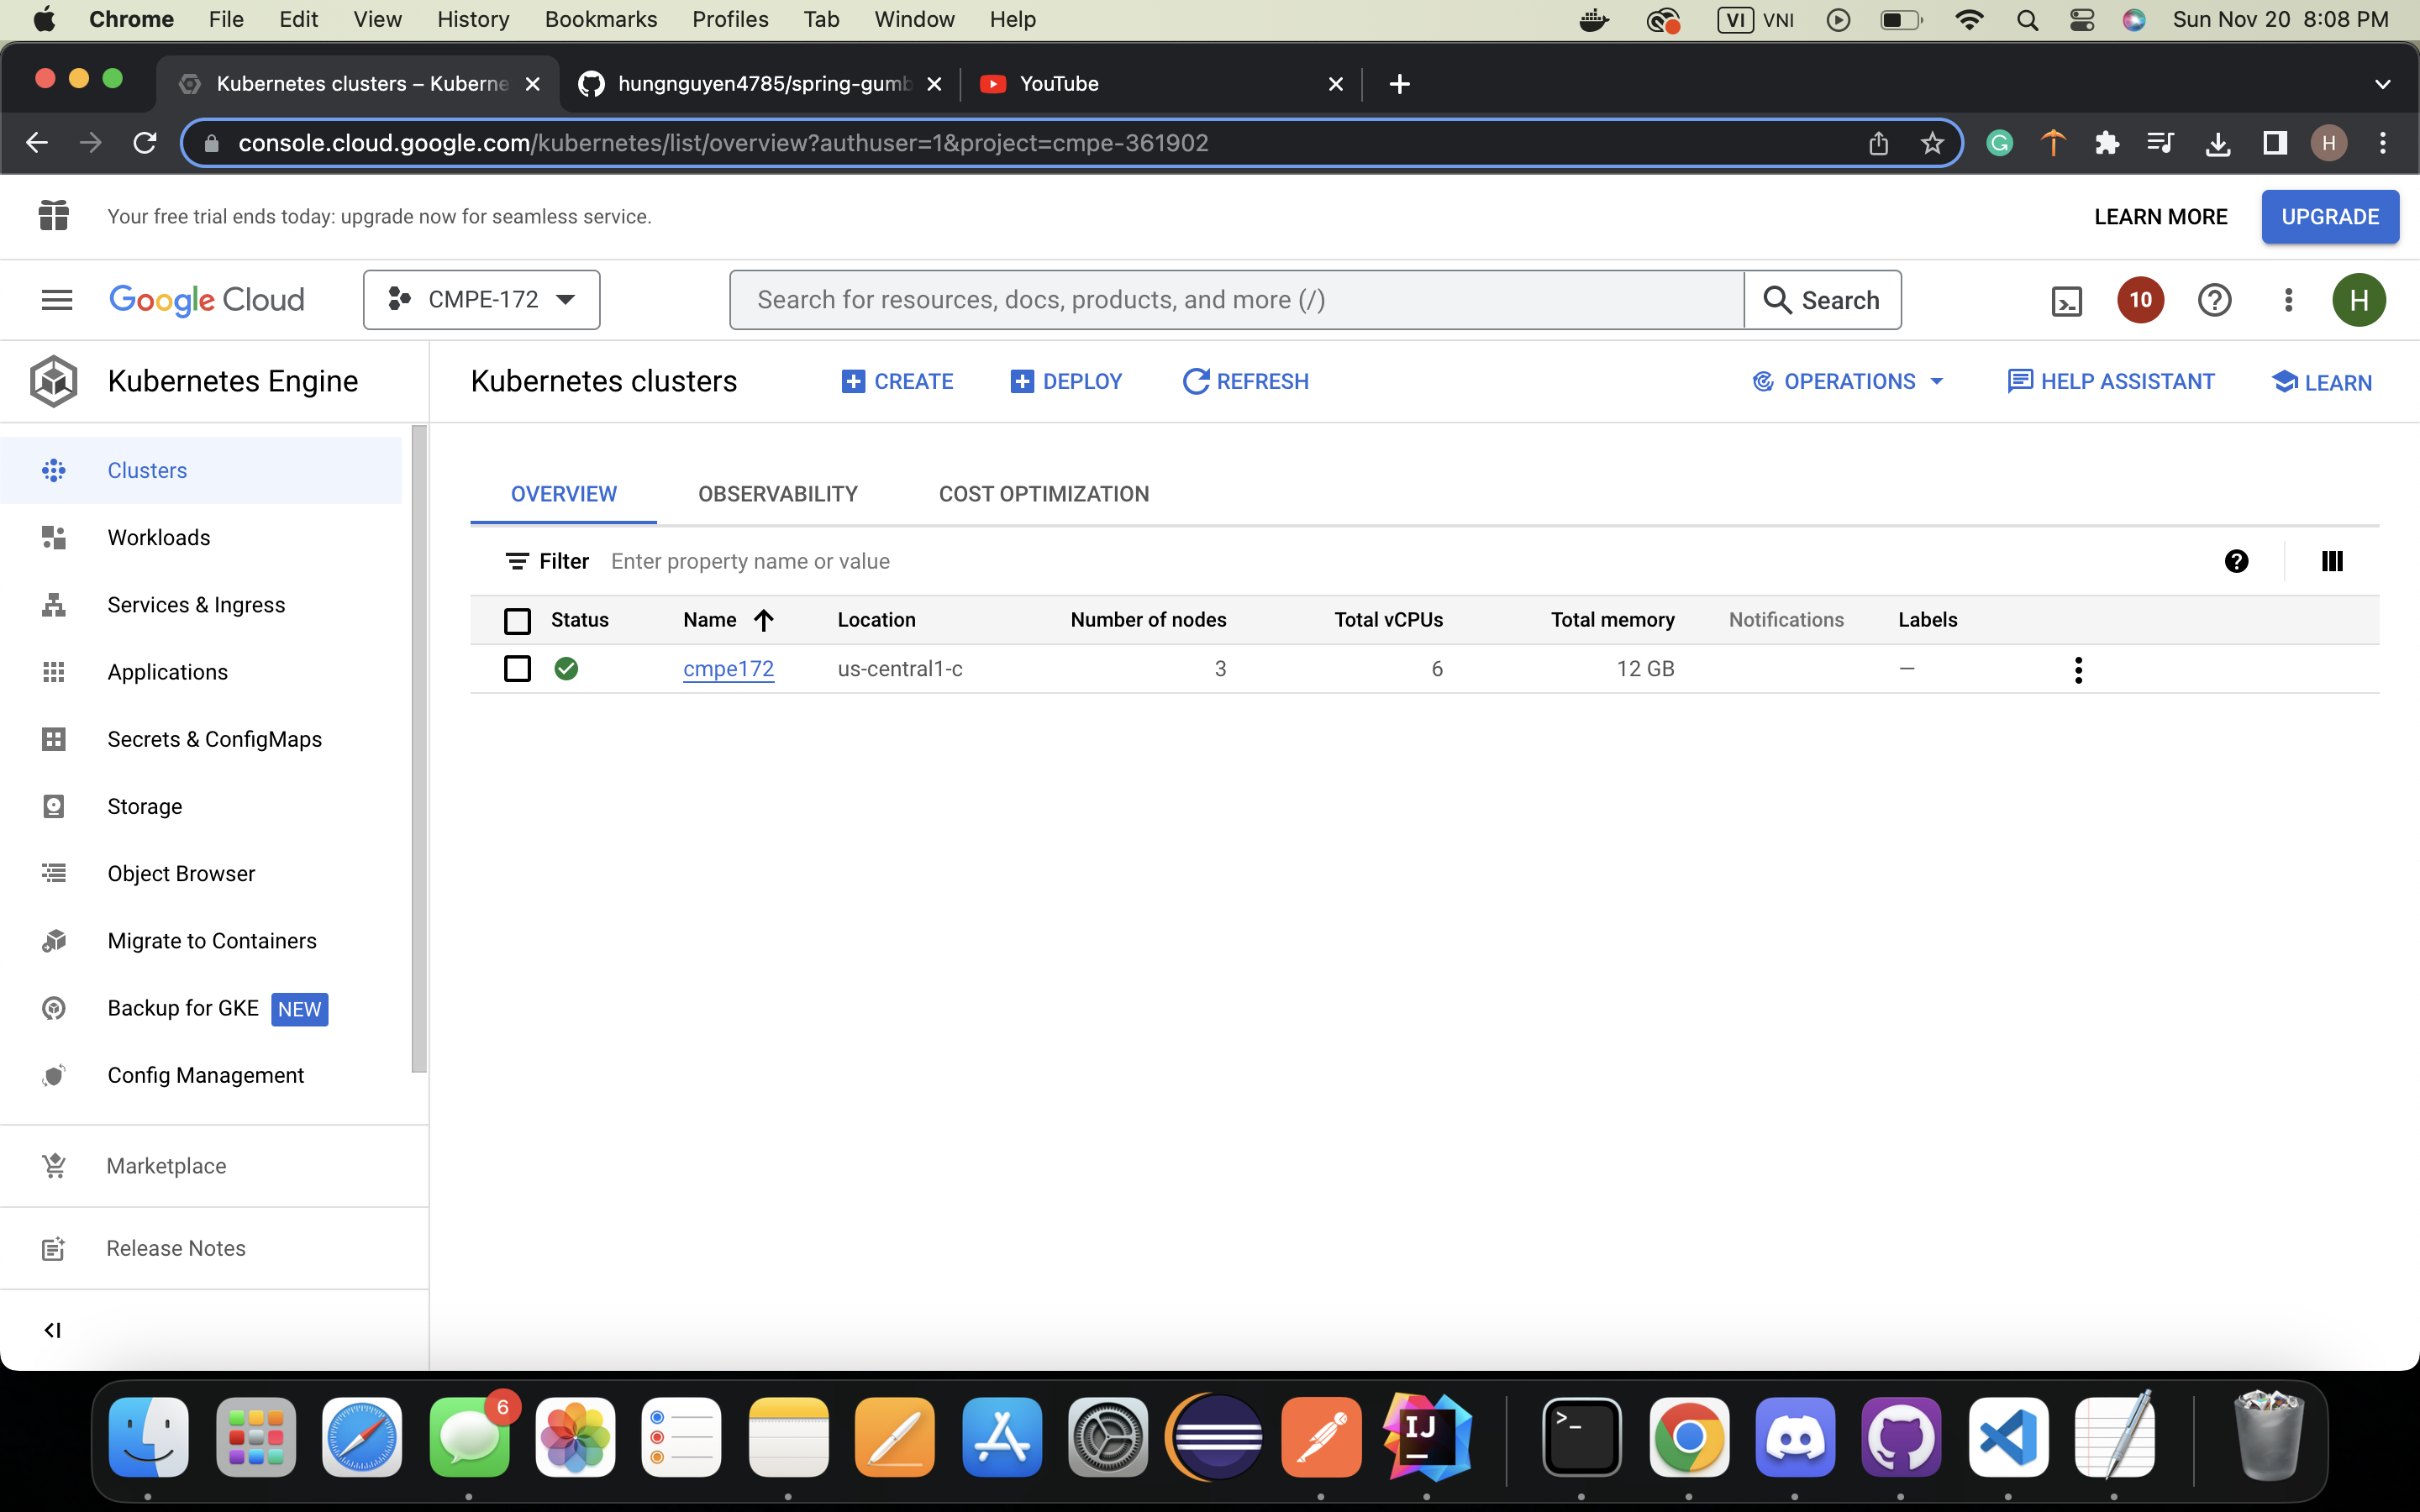 Chrome File Edit View History Bookmarks Profiles Tab Window Help VI VNI Sun Nov 20 8:08 PM
Kubernetes clusters – Kuberne hungnguyen4785/spring-gumb YouTube
console.cloud.google.com/kubernetes/list/overview?authuser=1&project=cmpe-361902 G H
Your free trial ends today: upgrade now for seamless service. LEARN MORE UPGRADE
Google Cloud CMPE-172 Search for resources, docs, products, and more (/) Search 10 H
Kubernetes Engine Kubernetes clusters CREATE DEPLOY REFRESH OPERATIONS HELP ASSISTANT LEARN
Clusters
Workloads
Services & Ingress
Applications
Secrets & ConfigMaps
Storage
Object Browser
Migrate to Containers
Backup for GKE NEW
Config Management
Marketplace
Release Notes
OVERVIEW OBSERVABILITY COST OPTIMIZATION
Filter Enter property name or value
Status Name Location Number of nodes Total vCPUs Total memory Notifications Labels
cmpe172 us-central1-c 3 6 12 GB —
6
IJ